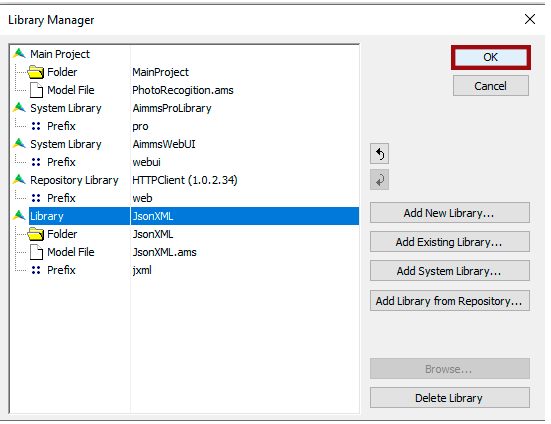 Library Manager
Main Project
Folder MainProject
Model File PhotoRecogition.ams
System Library AimmsProLibrary
Prefix pro
System Library AimmsWebUI
Prefix webui
Repository Library HTTPClient (1.0.2.34)
Prefix web
Library JsonXML
Folder JsonXML
Model File JsonXML.ams
Prefix jxml
OK
Cancel
Add New Library...
Add Existing Library...
Add System Library...
Add Library from Repository...
Browse...
Delete Library